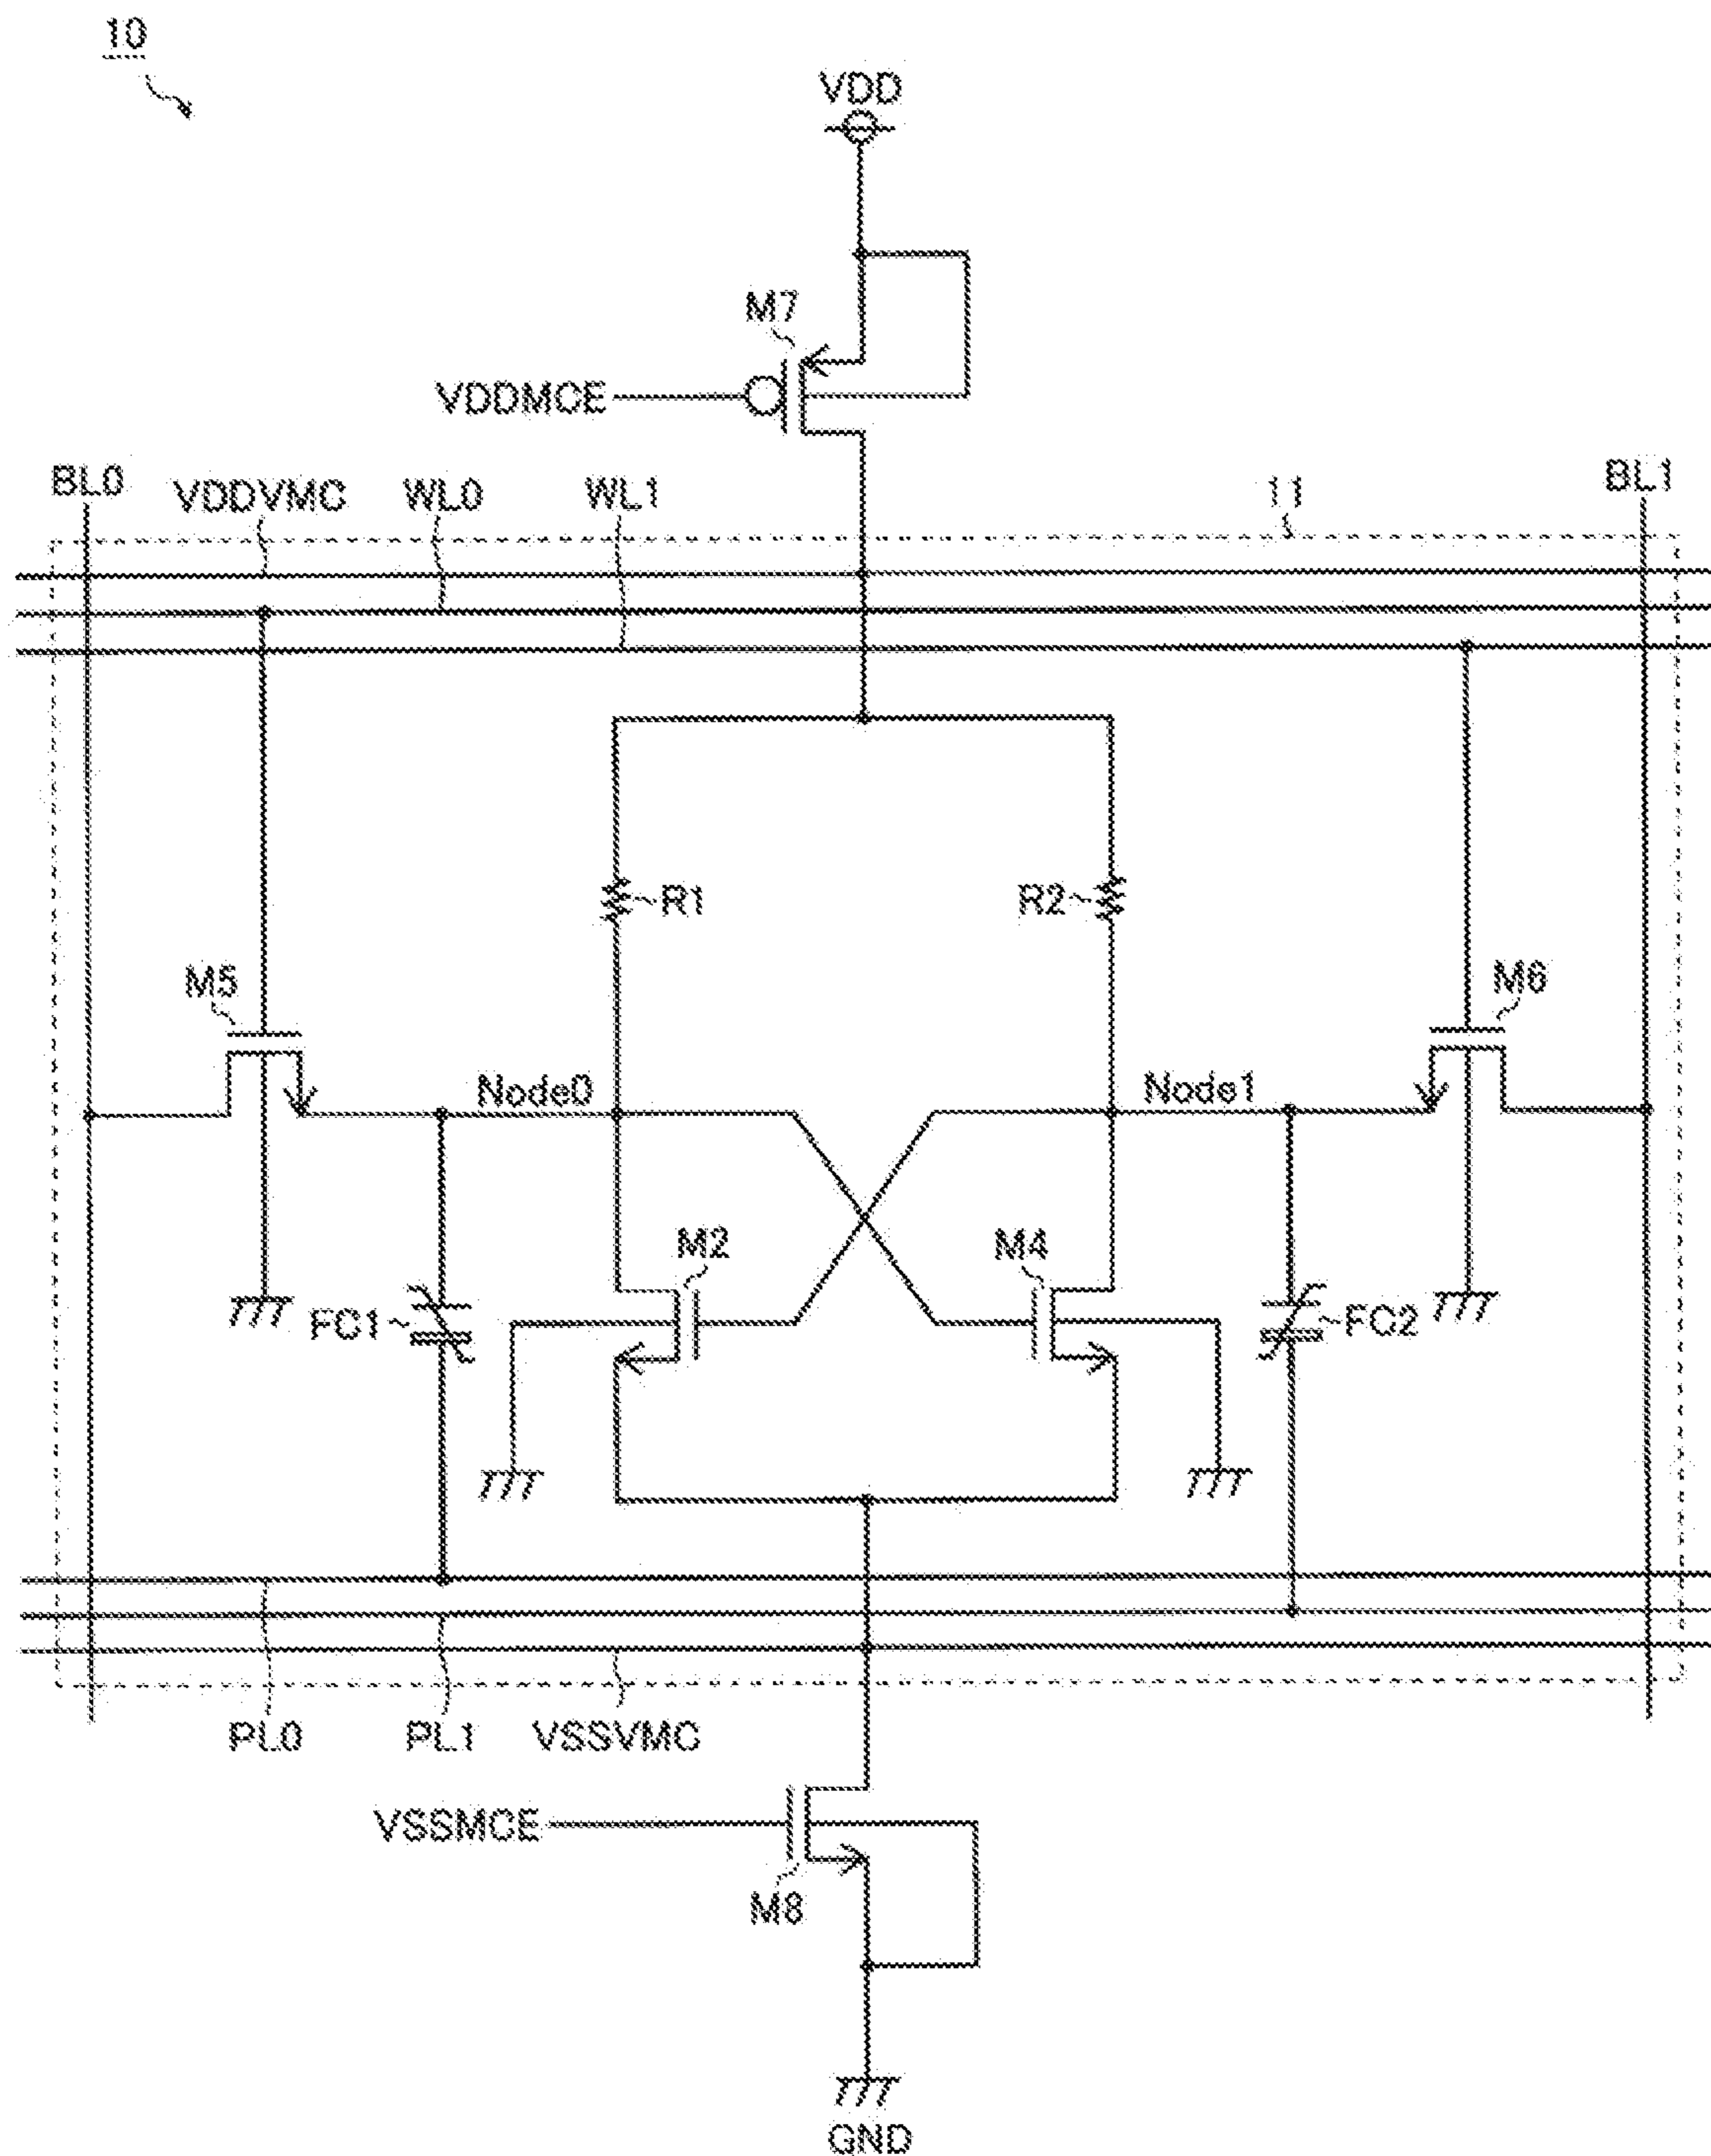 10
VDD
M7
VDDMCE
BL0
VDDVMC
WL0
WL1
11
BL1
R1
R2
M5
M6
Node0
Node1
M2
M4
FC1
FC2
PL0
PL1
VSSVMC
VSSMCE
M8
GND